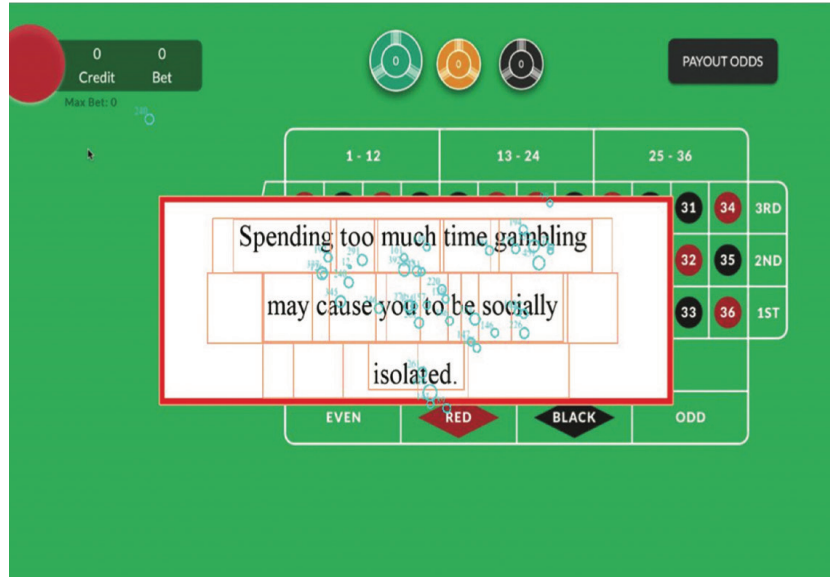 0 0
Credit Bet
Max Bet: 0
0 0 0
PAYOUT ODDS
240
1 - 12 13 - 24 25 - 36
31 34 3RD
Spending too much time gambling
32 35 2ND
may cause you to be socially
33 36 1ST
isolated.
EVEN RED BLACK ODD